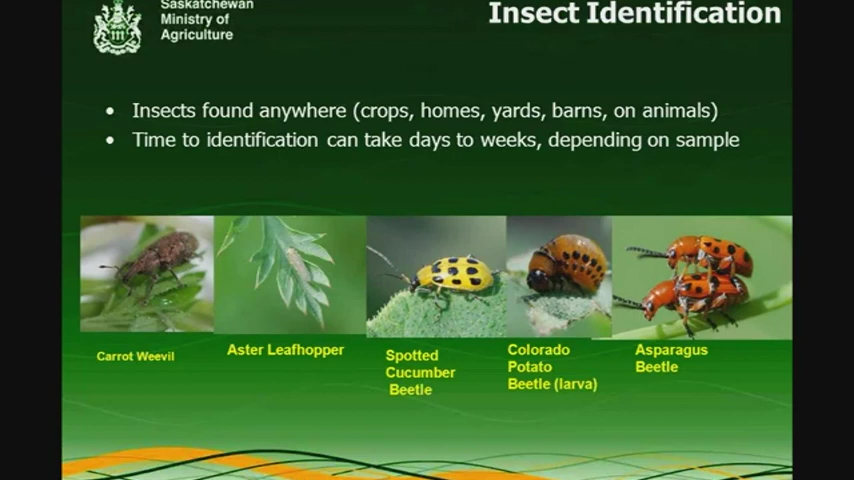 Saskatchewan
Ministry of
Agriculture
Insect Identification
• Insects found anywhere (crops, homes, yards, barns, on animals)
• Time to identification can take days to weeks, depending on sample
Carrot Weevil
Aster Leafhopper
Spotted
Cucumber
Beetle
Colorado
Potato
Beetle (larva)
Asparagus
Beetle